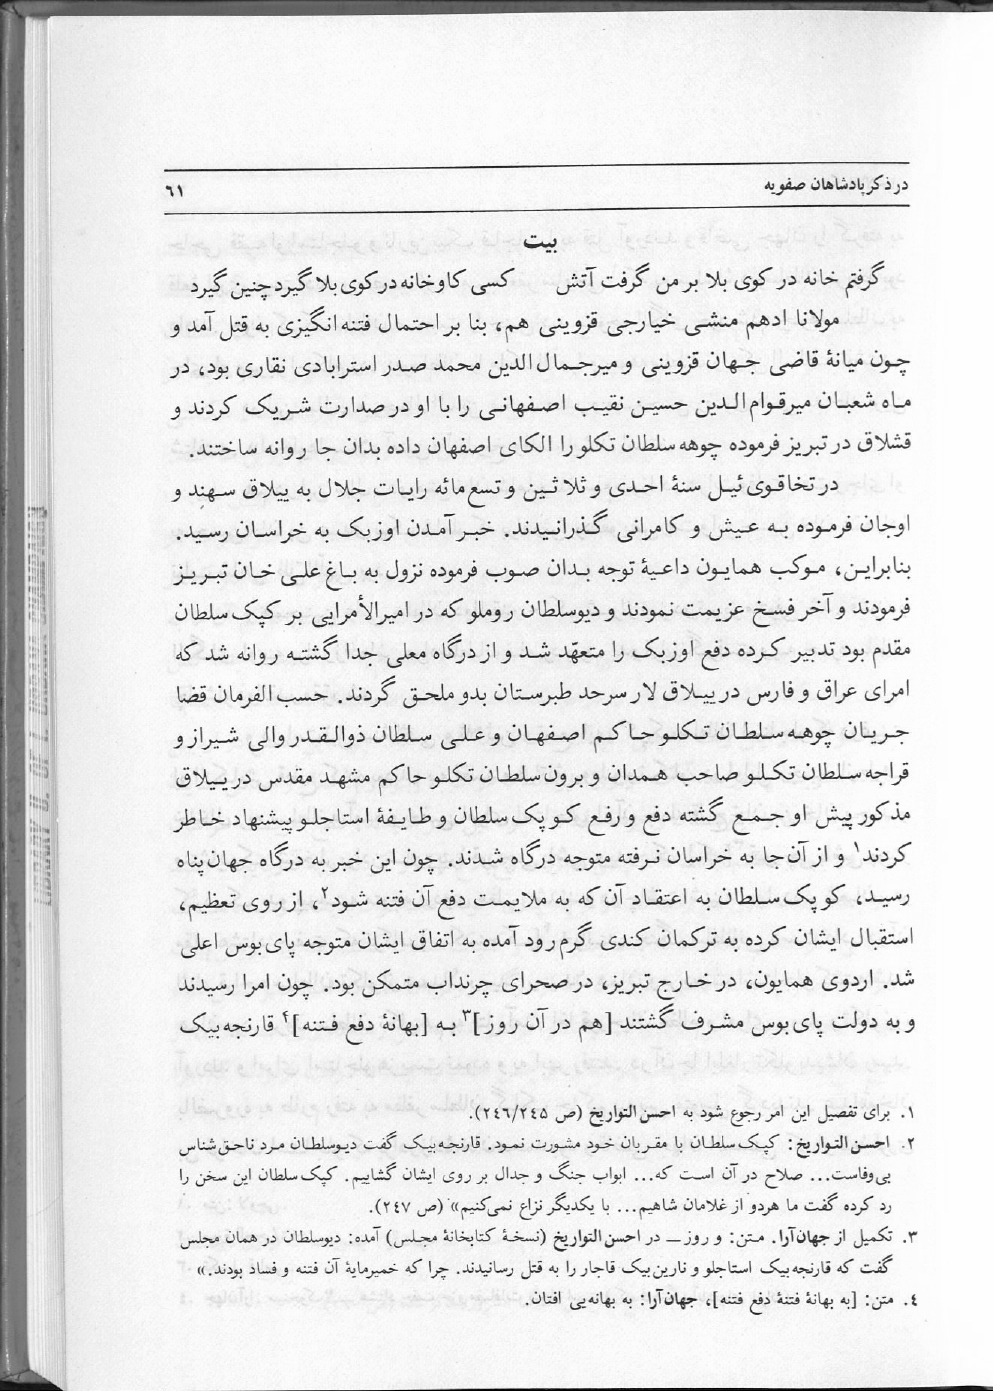 در ذکر پادشاهان صفویه ٦١
بیت
گرفتم خانه در کوی بلا بر من گرفت آتش کسی کاو خانه در کوی بلا گیرد چنین گیرد
مولانا ادهم منشی خیارجی قزوینی هم، بنا بر احتمال فتنه‌انگیزی به قتل آمد و
چون میانهٔ قاضی جهان قزوینی و میرجمال‌الدین محمد صدر استرابادی نقاری بود، در
ماه شعبان میرقوام‌الدین حسین نقیب اصفهانی را با او در صدارت شریک کردند و
قشلاق در تبریز فرموده چوهه سلطان تکلو را الکای اصفهان داده بدان جا روانه ساختند.
در تخاقوی ئیل سنهٔ احدی و ثلاثین و تسع‌مائه رایات جلال به ییلاق سهند و
اوجان فرموده به عیش و کامرانی گذرانیدند. خبر آمدن اوزبک به خراسان رسید.
بنابراین، موکب همایون داعیهٔ توجه بدان صوب فرموده نزول به باغ علی خان تبریز
فرمودند و آخر فسخ عزیمت نمودند و دیوسلطان روملو که در امیرالأمرایی بر کپک سلطان
مقدم بود تدبیر کرده دفع اوزبک را متعهّد شد و از درگاه معلی جدا گشته روانه شد که
امرای عراق و فارس در ییلاق لار سرحد طبرستان بدو ملحق گردند. حسب‌الفرمان قضا
جریان چوهه سلطان تکلو حاکم اصفهان و علی سلطان ذوالقدر والی شیراز و
قراجه سلطان تکلو صاحب همدان و برون سلطان تکلو حاکم مشهد مقدس در ییلاق
مذکور پیش او جمع گشته دفع و رفع کوپک سلطان و طایفهٔ استاجلو پیشنهاد خاطر
کردند۱ و از آن‌جا به خراسان نرفته متوجه درگاه شدند. چون این خبر به درگاه جهان‌پناه
رسید، کوپک سلطان به اعتقاد آن که به ملایمت دفع آن فتنه شود۲، از روی تعظیم،
استقبال ایشان کرده به ترکمان کندی گرم‌رود آمده به اتفاق ایشان متوجه پای‌بوس اعلی
شد. اردوی همایون، در خارج تبریز، در صحرای چرنداب متمکن بود. چون امرا رسیدند
و به دولت پای‌بوس مشرف گشتند [هم در آن روز]۳ به [بهانهٔ دفع فتنه]٤ قارنجه بیک
۱. برای تفصیل این امر رجوع شود به احسن التواریخ (ص ٢٤٦/٢٤٥).
۲. احسن التواریخ: کپک سلطان با مقربان خود مشورت نمود. قارنجه‌بیک گفت دیوسلطان مرد ناحق‌شناس
بی‌وفاست... صلاح در آن است که... ابواب جنگ و جدال بر روی ایشان گشاییم. کپک سلطان این سخن را
رد کرده گفت ما هردو از غلامان شاهیم... با یکدیگر نزاع نمی‌کنیم» (ص ٢٤٧).
۳. تکمیل از جهان‌آرا. متن: و روز ـ در احسن التواریخ (نسخهٔ کتابخانهٔ مجلس) آمده: دیوسلطان در همان مجلس
گفت که قارنجه بیک استاجلو و نارین بیک قاجار را به قتل رسانیدند. چرا که خمیرمایهٔ آن فتنه و فساد بودند.»
٤. متن: [به بهانهٔ فتنهٔ دفع فتنه]، جهان‌آرا: به بهانه‌یی افتان.